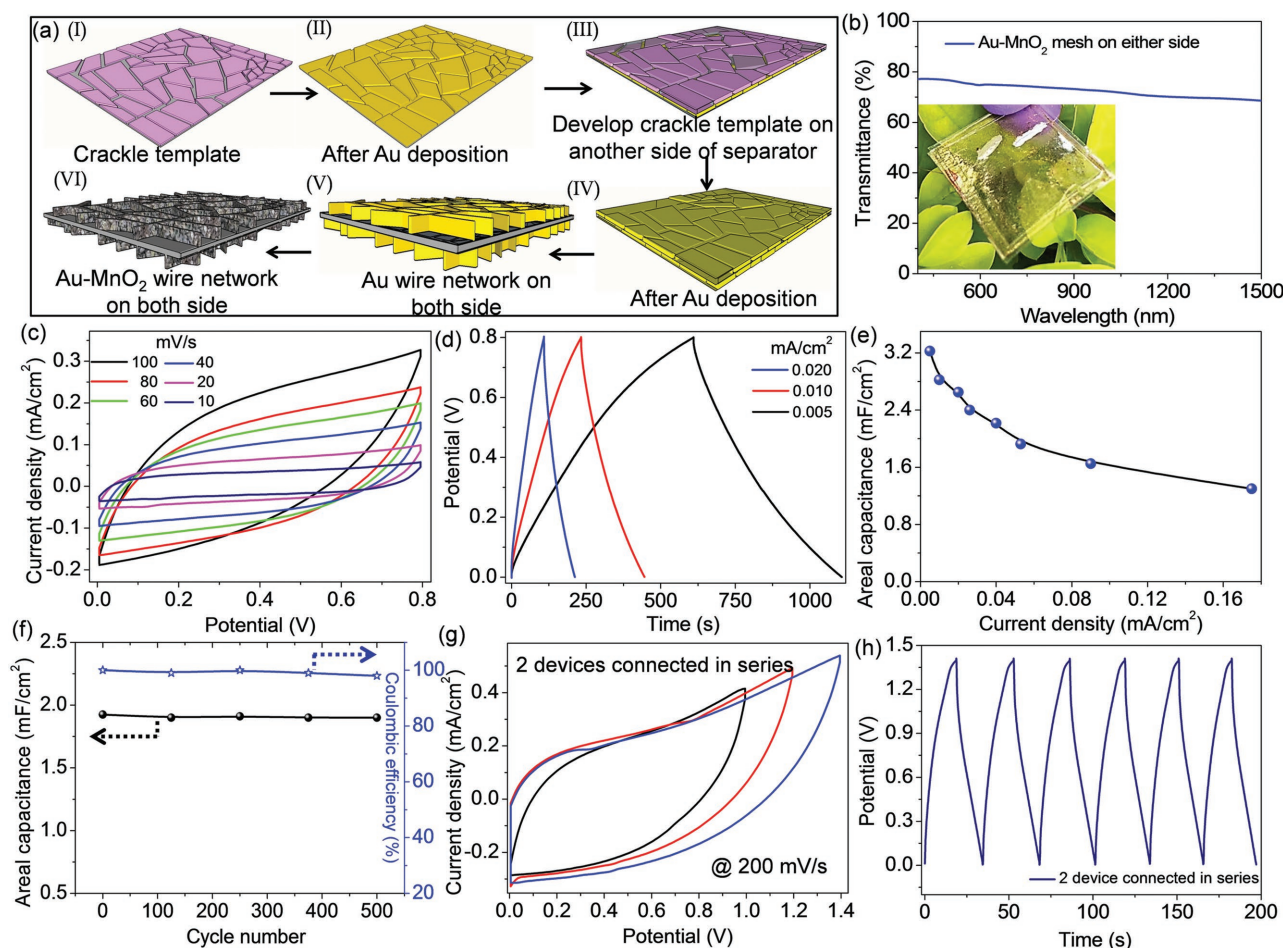 (a) (I) (II) (III)
Crackle template
After Au deposition
Develop crackle template on
another side of separator
(VI) (V) (IV)
Au-MnO₂ wire network
on both side
Au wire network on
both side
After Au deposition
(b)
Au-MnO₂ mesh on either side
Transmittance (%)
100
80
60
40
20
0
600 900 1200 1500
Wavelength (nm)
(c)
mV/s
100 40
80 20
60 10
Current density (mA/cm²)
0.3
0.2
0.1
0.0
-0.1
-0.2
0.0 0.2 0.4 0.6 0.8
Potential (V)
(d)
mA/cm²
0.020
0.010
0.005
Potential (V)
0.8
0.6
0.4
0.2
0.0
0 250 500 750 1000
Time (s)
(e)
Areal capacitance (mF/cm²)
3.2
2.4
1.6
0.8
0.0
0.00 0.04 0.08 0.12 0.16
Current density (mA/cm²)
(f)
Areal capacitance (mF/cm²)
2.5
2.0
1.5
1.0
0.5
0 100 200 300 400 500
Cycle number
100
80
60
40
20
Coulombic efficiency (%)
(g)
2 devices connected in series
Current density (mA/cm²)
0.4
0.2
0.0
-0.2
@ 200 mV/s
0.0 0.2 0.4 0.6 0.8 1.0 1.2 1.4
Potential (V)
(h)
Potential (V)
1.5
1.2
0.9
0.6
0.3
0.0
2 device connected in series
0 25 50 75 100 125 150 175 200
Time (s)